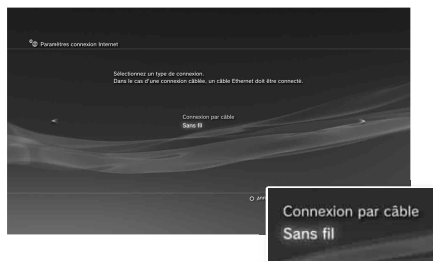 Paramètres connexion Internet
Sélectionnez un type de connexion.
Dans le cas d'une connexion câblée, un câble Ethernet doit être connecté.
Connexion par câble
Sans fil
Connexion par câble
Sans fil